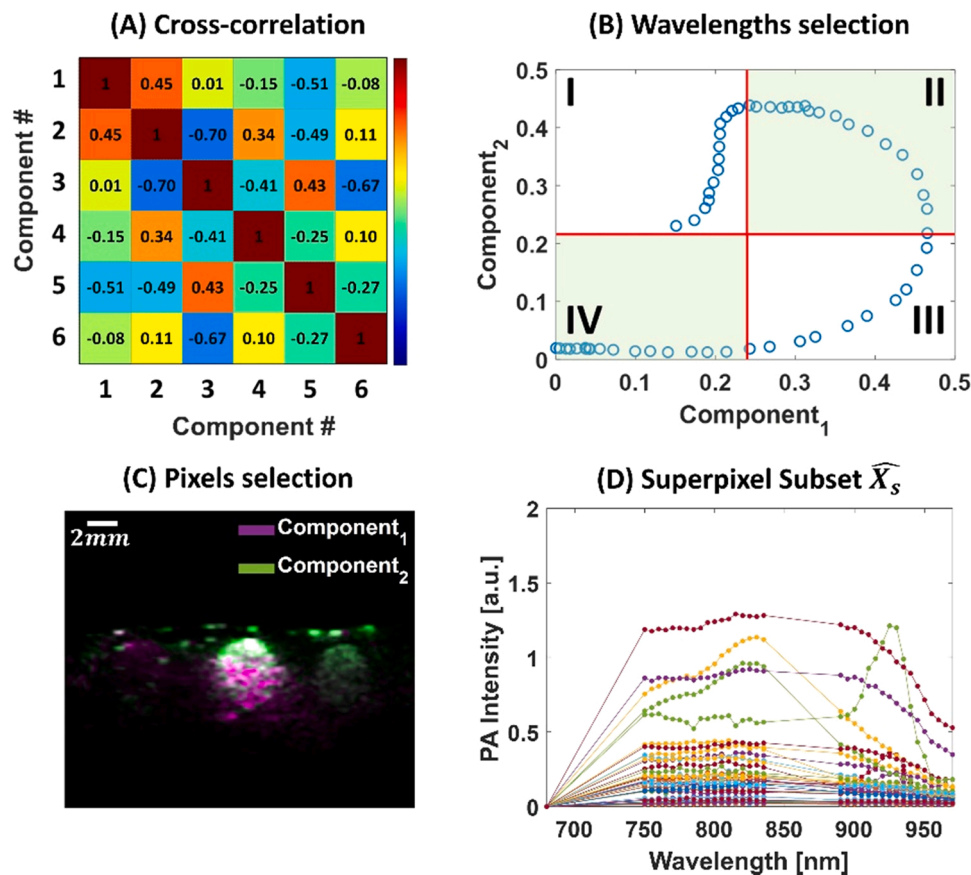 (A) Cross-correlation
Component #
1 1 0.45 0.01 -0.15 -0.51 -0.08
2 0.45 1 -0.70 0.34 -0.49 0.11
3 0.01 -0.70 1 -0.41 0.43 -0.67
4 -0.15 0.34 -0.41 1 -0.25 0.10
5 -0.51 -0.49 0.43 -0.25 1 -0.27
6 -0.08 0.11 -0.67 0.10 -0.27 1
1 2 3 4 5 6
Component #
(B) Wavelengths selection
Component2
0.5
0.4
0.3
0.2
0.1
0
I II
IV III
0 0.1 0.2 0.3 0.4 0.5
Component1
(C) Pixels selection
2mm
Component1
Component2
(D) Superpixel Subset X̂s
PA Intensity [a.u.]
2
1.5
1
0.5
0
700 750 800 850 900 950
Wavelength [nm]